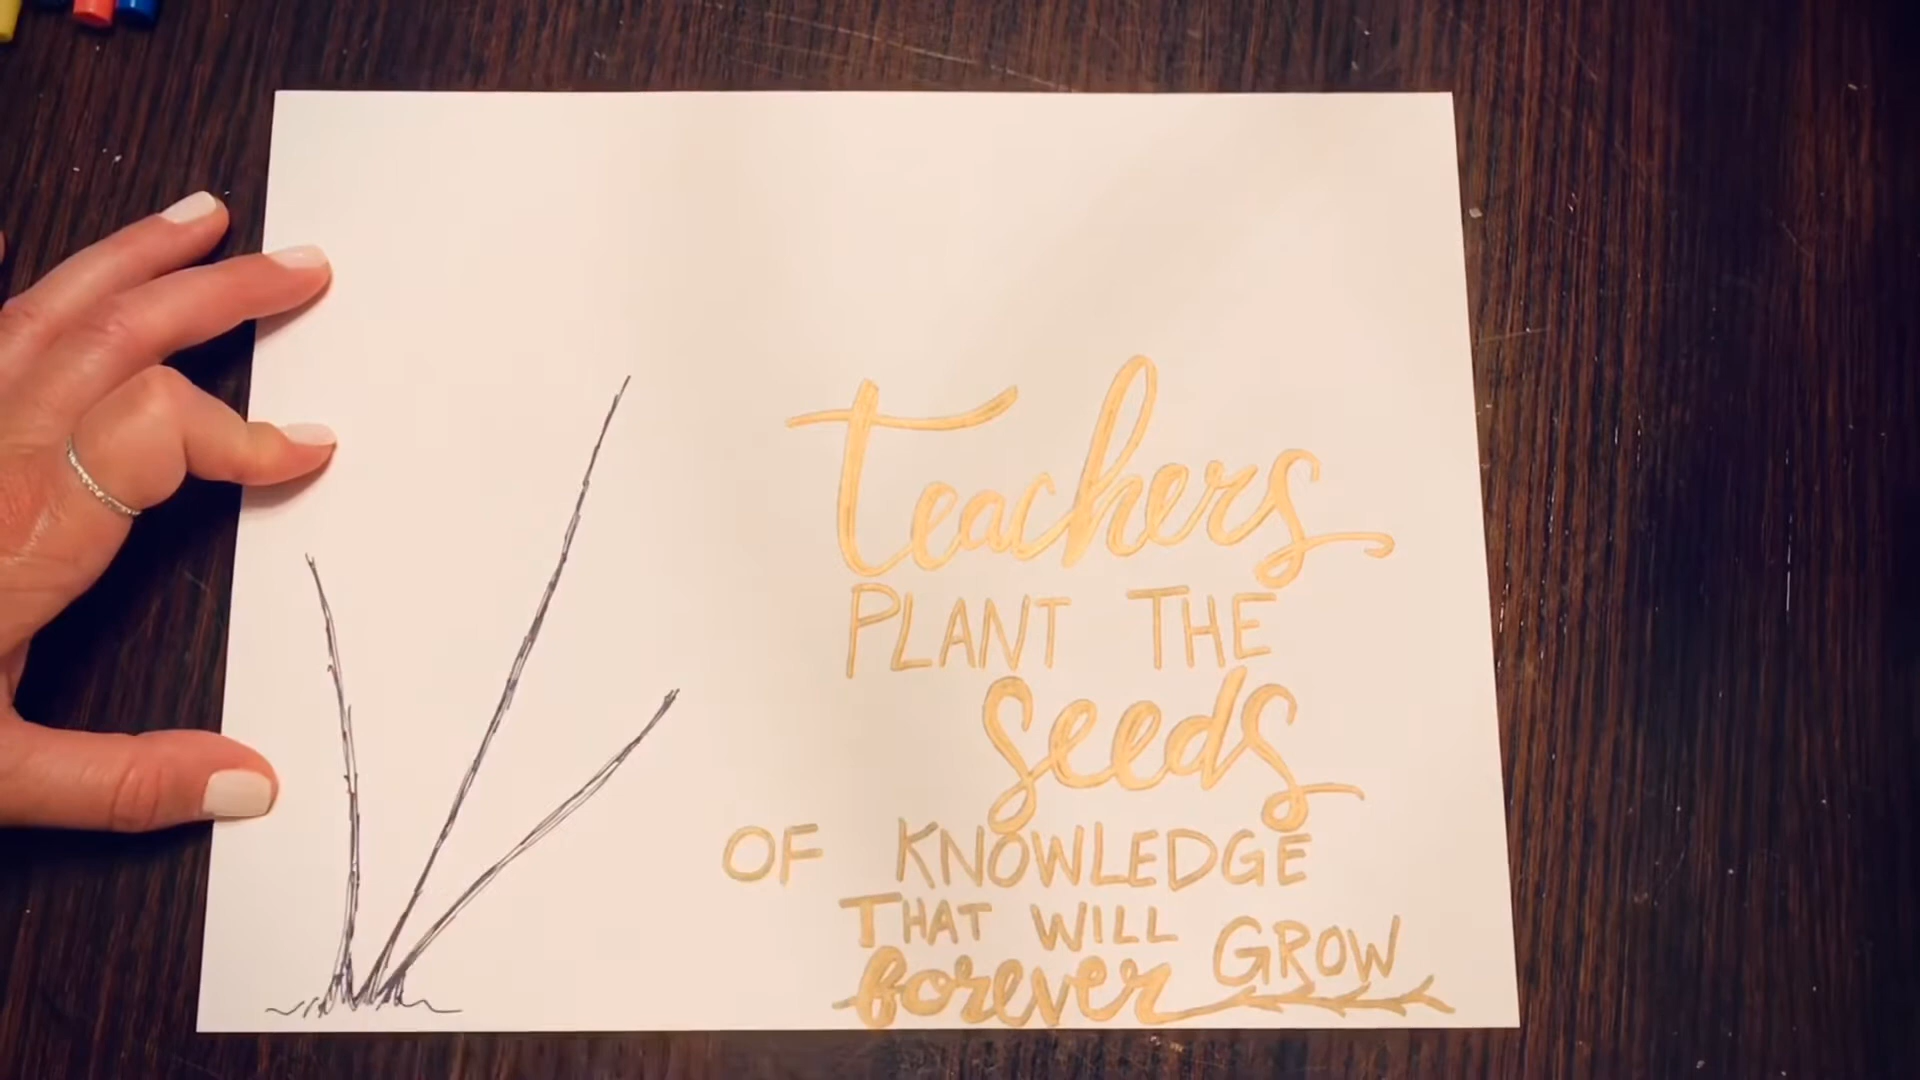 teachers
PLANT THE
seeds
OF KNOWLEDGE
THAT WILL GROW
forever